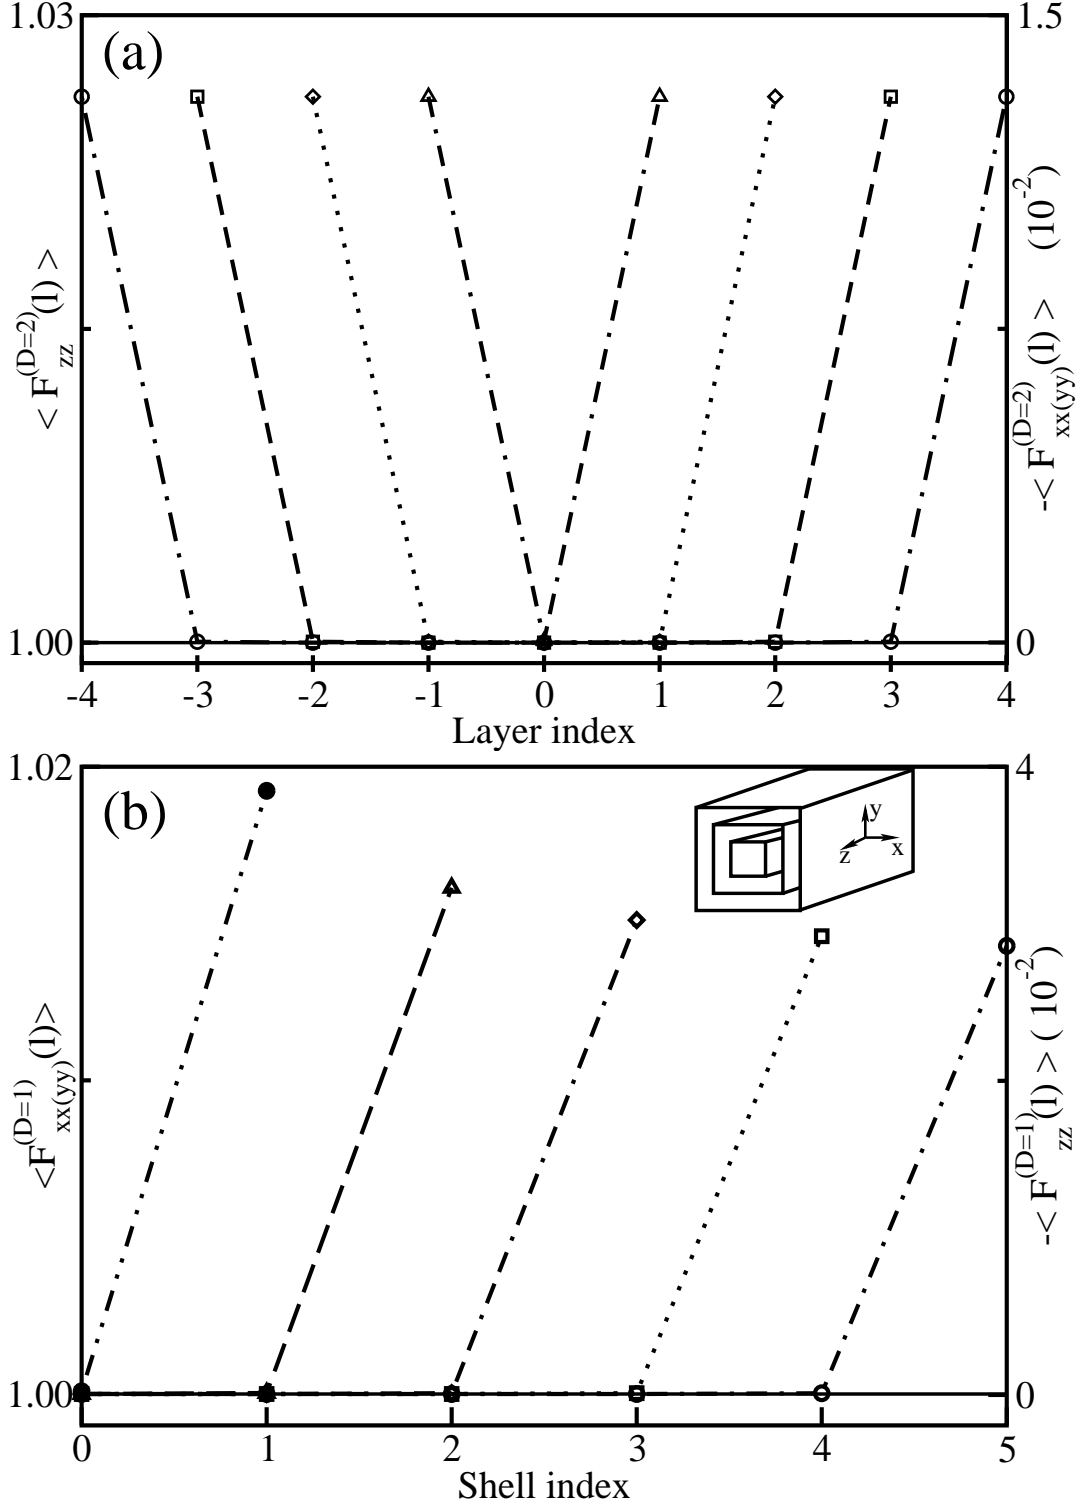 1.03
1.5
(a)
< F(D=2)zz(l) >
-< F(D=2)xx(yy)(l) > (10-2)
1.00
0
-4 -3 -2 -1 0 1 2 3 4
Layer index
1.02
4
(b)
y
z
x
<F(D=1)xx(yy)(l)>
-< F(D=1)zz(l) > ( 10-2)
1.00
0
0 1 2 3 4 5
Shell index